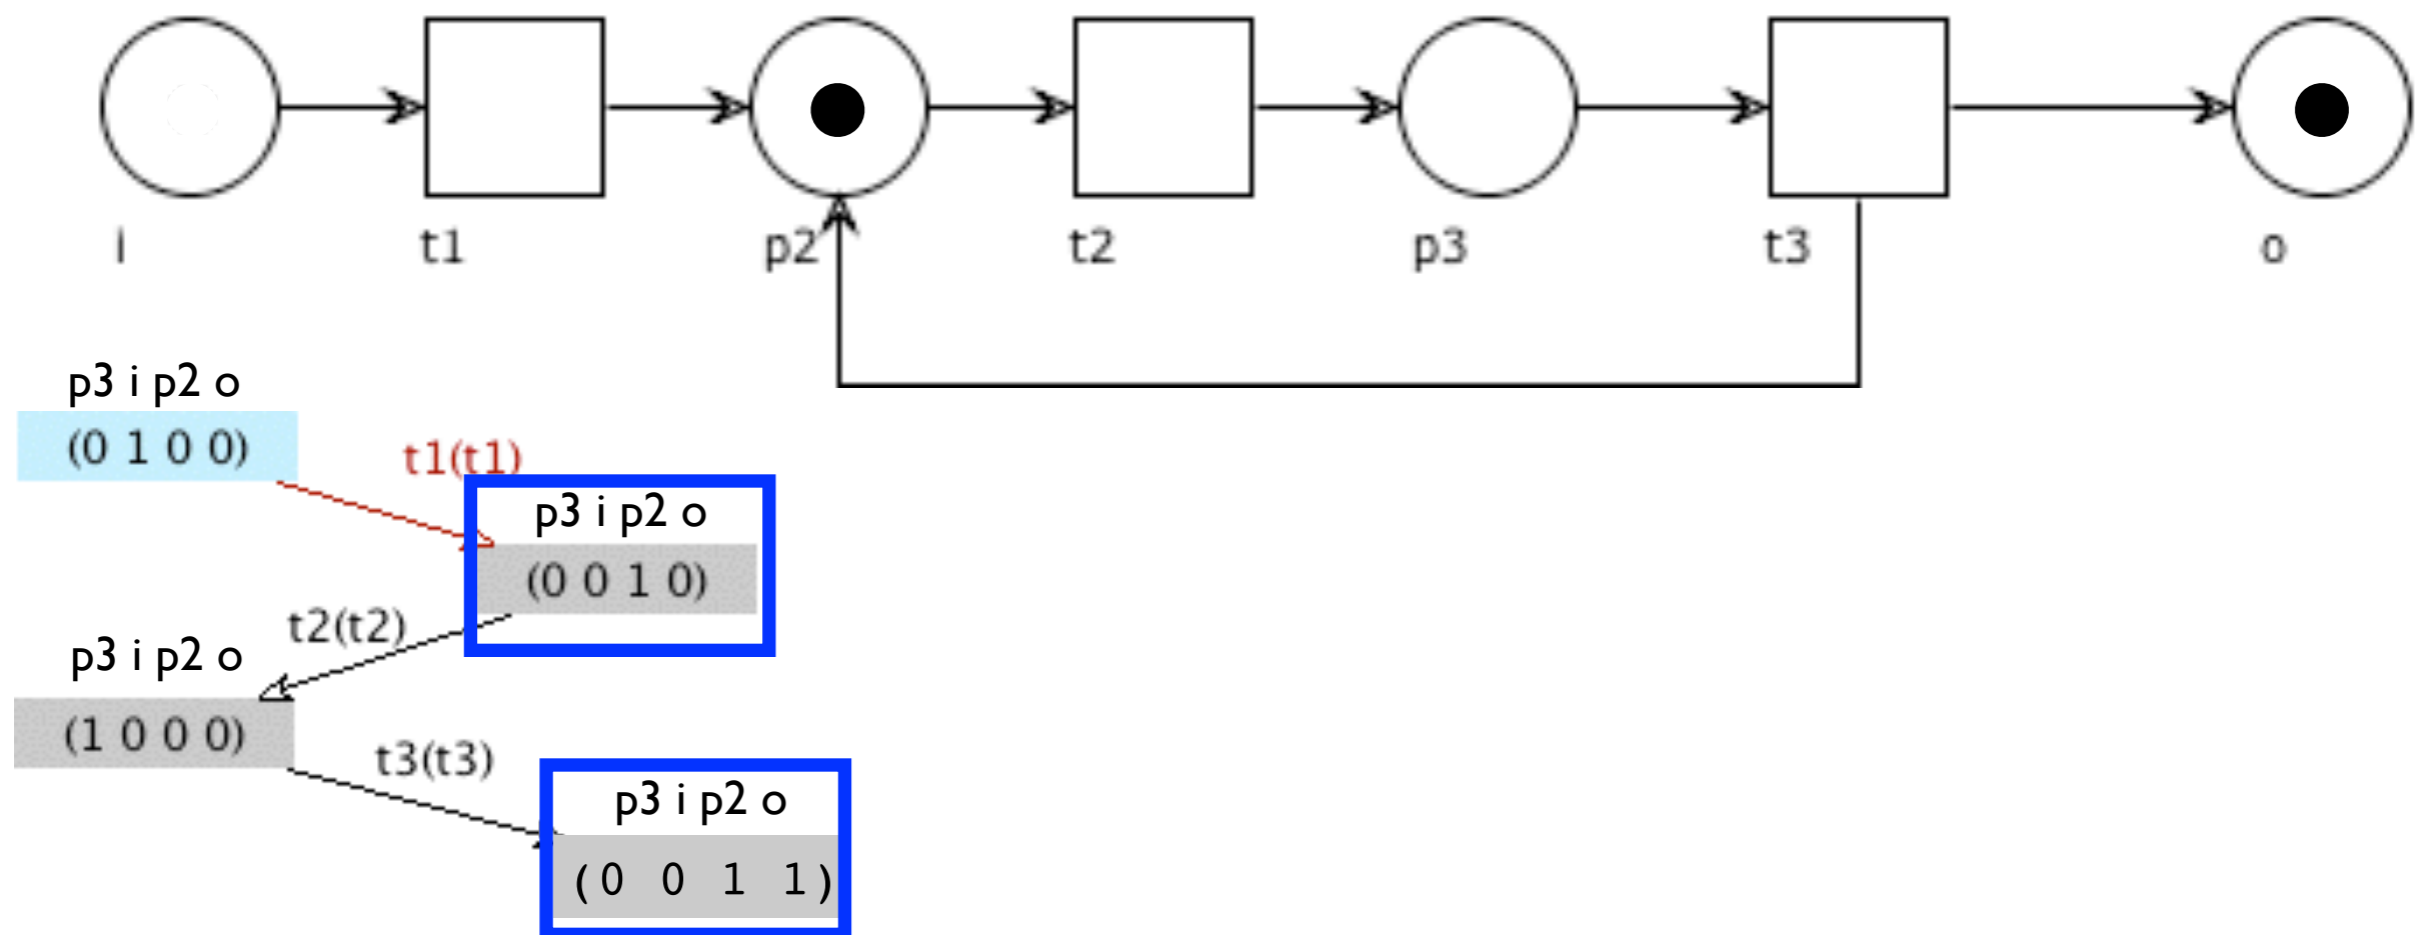 i t1 p2 t2 p3 t3 o
p3 i p2 o
(0 1 0 0)
t1(t1)
p3 i p2 o
(0 0 1 0)
t2(t2)
p3 i p2 o
(1 0 0 0)
t3(t3)
p3 i p2 o
(0 0 1 1)